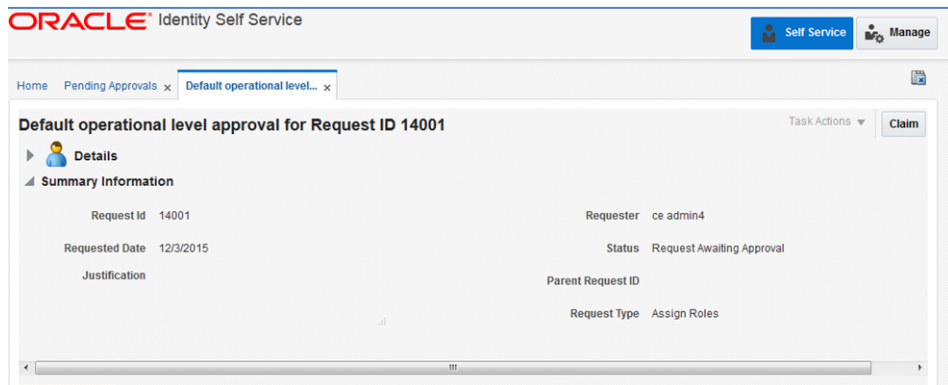 ORACLE® Identity Self Service
Self Service Manage
Home Pending Approvals x Default operational level... x
Default operational level approval for Request ID 14001 Task Actions Claim
Details
Summary Information
Request Id 14001 Requester ce admin4
Requested Date 12/3/2015 Status Request Awaiting Approval
Justification Parent Request ID
Request Type Assign Roles